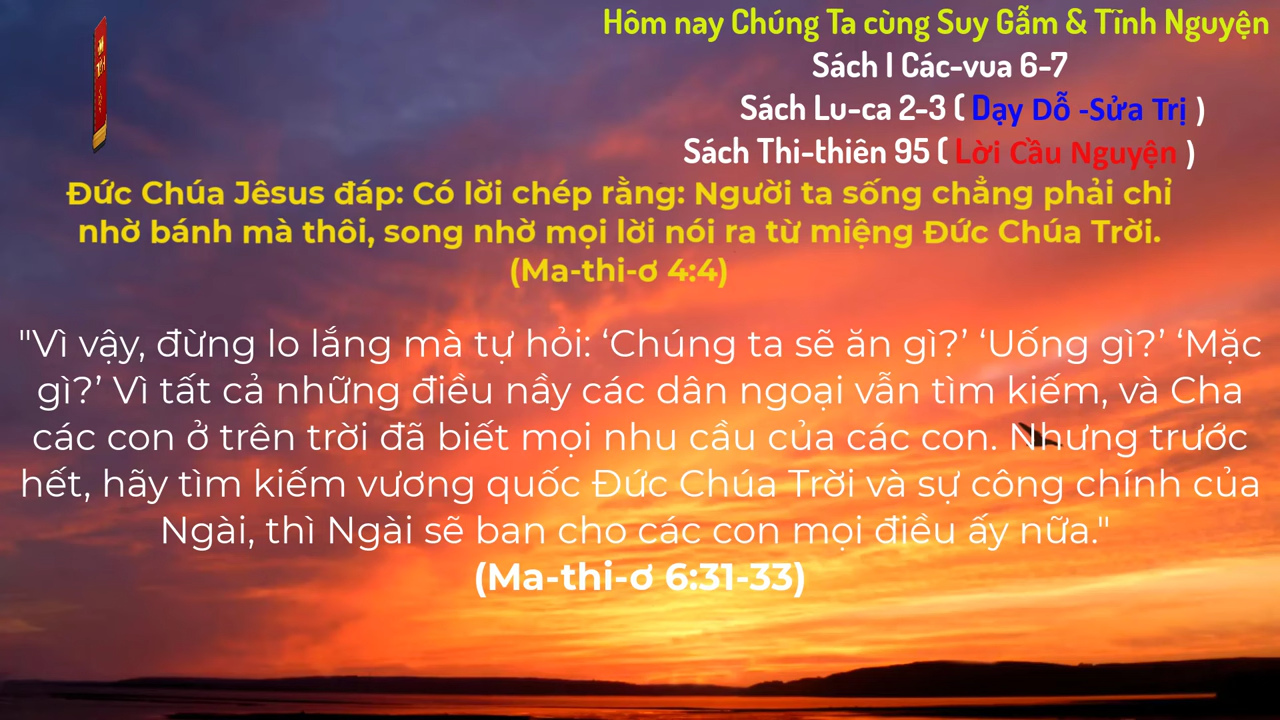 Hôm nay Chúng Ta cùng Suy Gẫm & Tĩnh Nguyện
Sách I Các-vua 6-7
Sách Lu-ca 2-3 ( Dạy Dỗ -Sửa Trị )
Sách Thi-thiên 95 ( Lời Cầu Nguyện )
Đức Chúa Jêsus đáp: Có lời chép rằng: Người ta sống chẳng phải chỉ
nhờ bánh mà thôi, song nhờ mọi lời nói ra từ miệng Đức Chúa Trời.
(Ma-thi-ơ 4:4)
"Vì vậy, đừng lo lắng mà tự hỏi: ‘Chúng ta sẽ ăn gì?’ ‘Uống gì?’ ‘Mặc
gì?’ Vì tất cả những điều nầy các dân ngoại vẫn tìm kiếm, và Cha
các con ở trên trời đã biết mọi nhu cầu của các con. Nhưng trước
hết, hãy tìm kiếm vương quốc Đức Chúa Trời và sự công chính của
Ngài, thì Ngài sẽ ban cho các con mọi điều ấy nữa."
(Ma-thi-ơ 6:31-33)